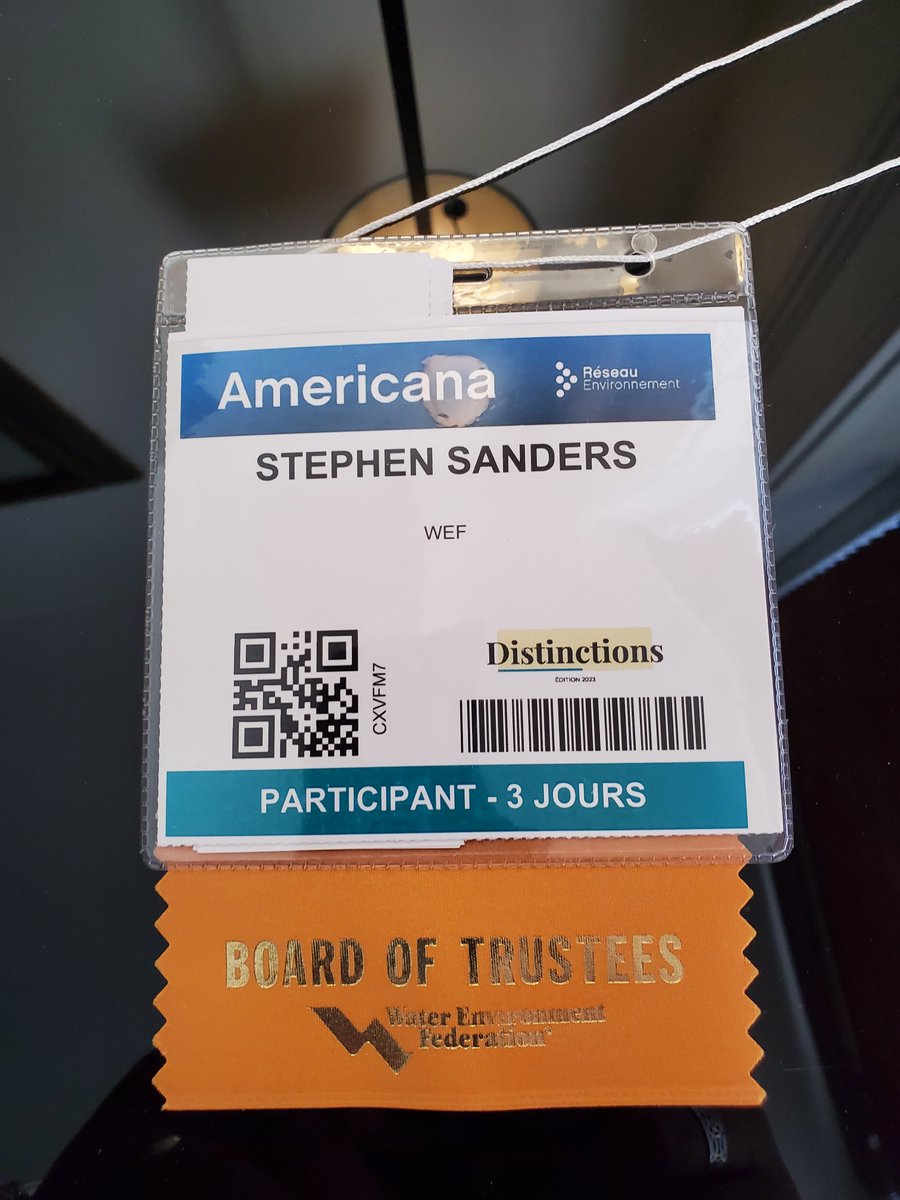 Americana
Réseau
Environnement
STEPHEN SANDERS
WEF
CXVFM7
Distinctions
ÉDITION 2023
PARTICIPANT - 3 JOURS
BOARD OF TRUSTEES
Water Environment
Federation®